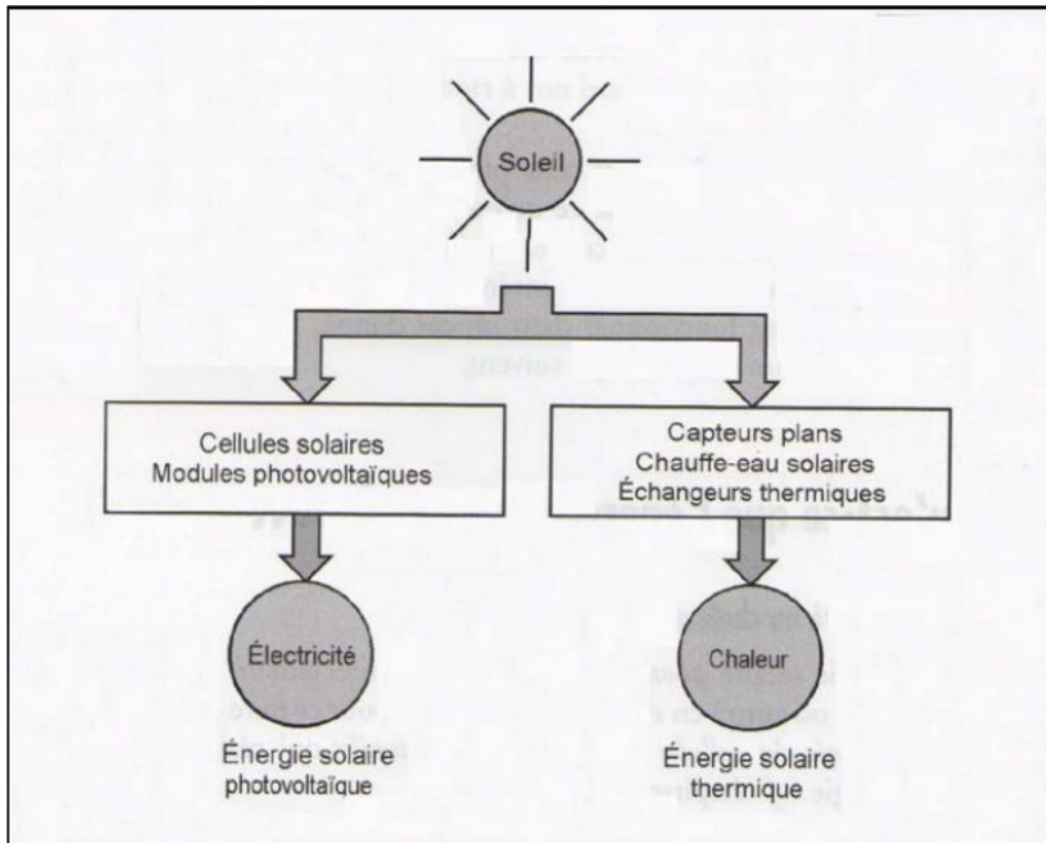 Soleil
Cellules solaires
Modules photovoltaïques
Capteurs plans
Chauffe-eau solaires
Échangeurs thermiques
Électricité
Chaleur
Énergie solaire
photovoltaïque
Énergie solaire
thermique